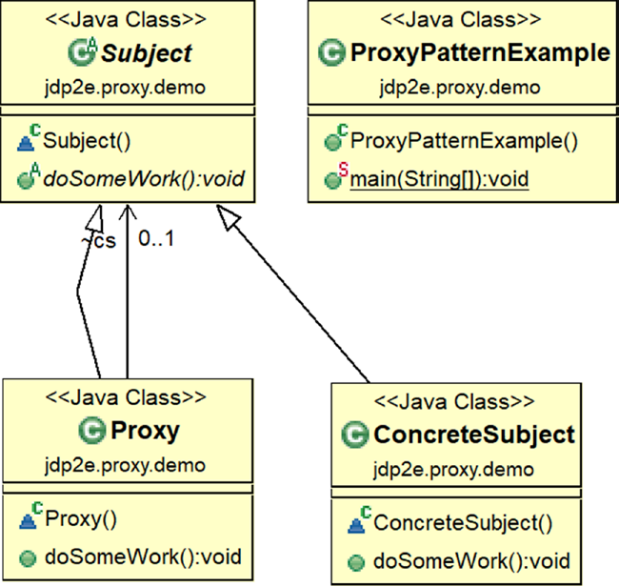 <<Java Class>>
Subject
jdp2e.proxy.demo
Subject()
doSomeWork():void
<<Java Class>>
ProxyPatternExample
jdp2e.proxy.demo
ProxyPatternExample()
main(String[]):void
~cs
0..1
<<Java Class>>
Proxy
jdp2e.proxy.demo
Proxy()
doSomeWork():void
<<Java Class>>
ConcreteSubject
jdp2e.proxy.demo
ConcreteSubject()
doSomeWork():void